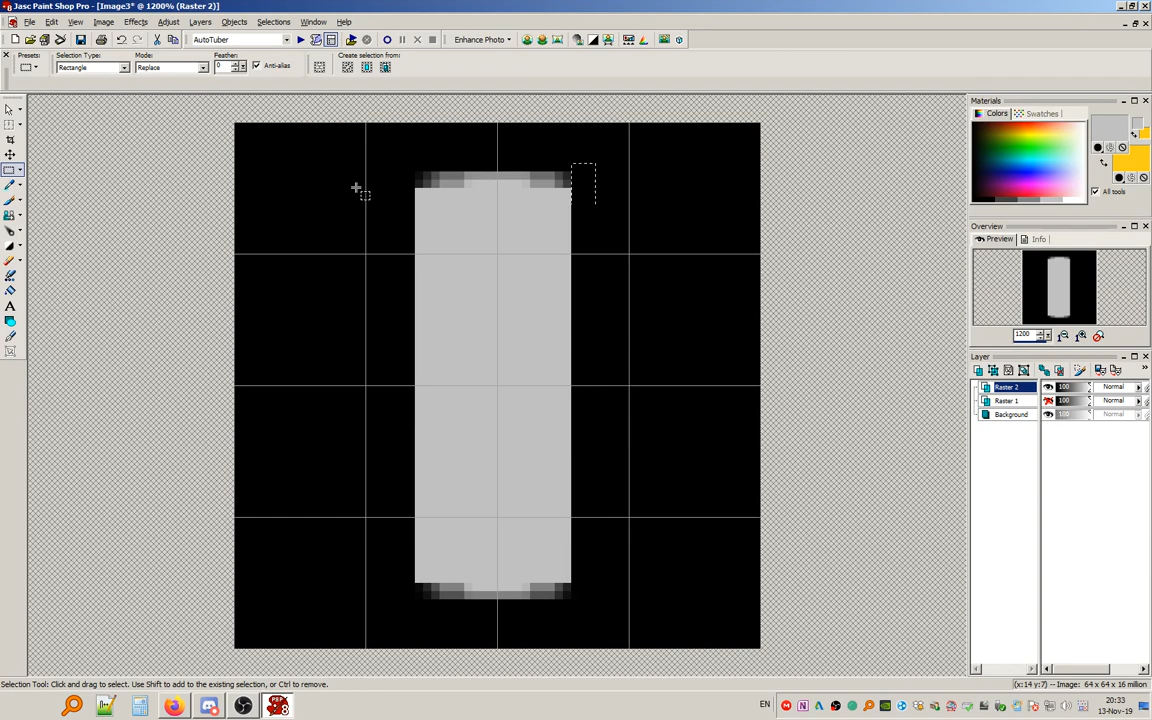 Jasc Paint Shop Pro - [Image3* @ 1200% (Raster 2)]
File Edit View Image Effects Adjust Layers Objects Selections Window Help
AutoTuber
Enhance Photo
Presets: Selection Type: Mode: Feather: Create selection from:
Rectangle Replace 0 Anti-alias
Materials
Colors Swatches
All tools
Overview
Preview Info
1200
Layer
Raster 2 100 Normal
Raster 1 100 Normal
Background 100 Normal
Selection Tool: Click and drag to select. Use Shift to add to the existing selection, or Ctrl to remove.
(x:14 y:7) -- Image: 64 x 64 x 16 million
EN
20:33
13-Nov-19